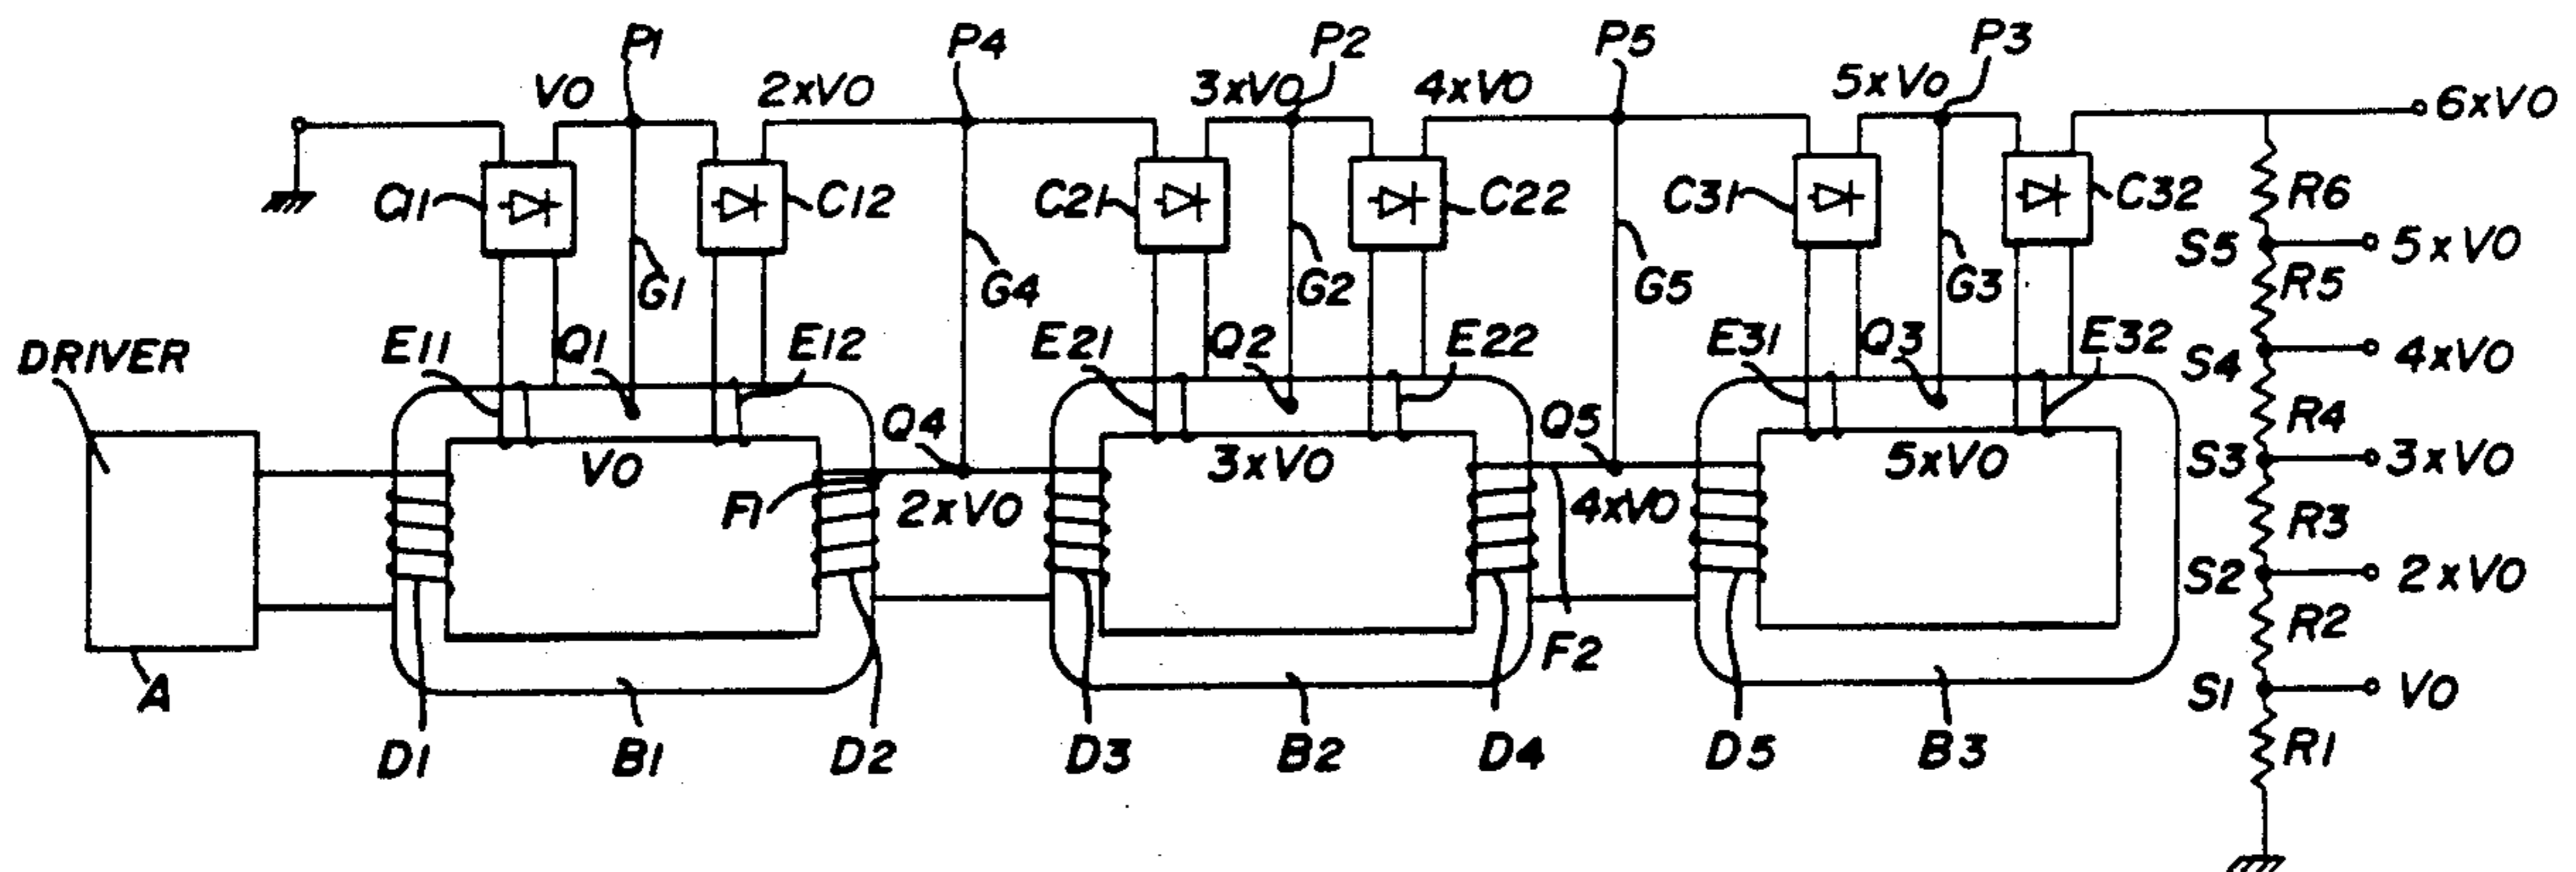 P1
P4
P2
P5
P3
VO
2xVO
3xVO
4xVO
5xVo
6xVO
C11
C12
C21
C22
C31
C32
R6
S5
5xVO
G1
G4
G2
G5
G3
R5
DRIVER
E11
Q1
E12
E21
Q2
E22
E31
Q3
E32
S4
4xVO
R4
Q4
Q5
VO
3xVO
5xVO
S3
3xVO
F1
2xVO
4xVO
R3
S2
2xVO
F2
R2
A
S1
VO
D1
B1
D2
D3
B2
D4
D5
B3
R1